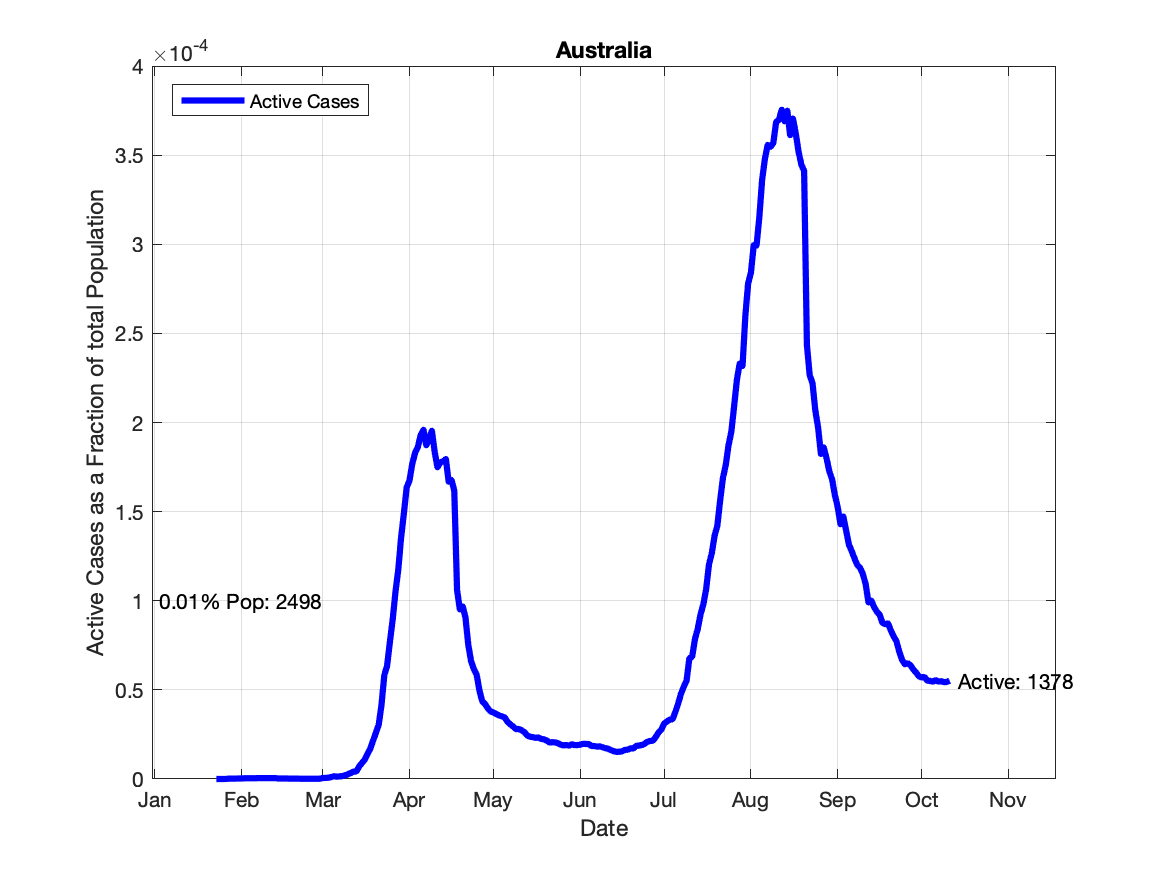 Australia
×10⁻⁴
Active Cases
4
3.5
3
2.5
2
1.5
1
0.5
0
0.01% Pop: 2498
Active: 1378
Active Cases as a Fraction of total Population
Jan Feb Mar Apr May Jun Jul Aug Sep Oct Nov
Date